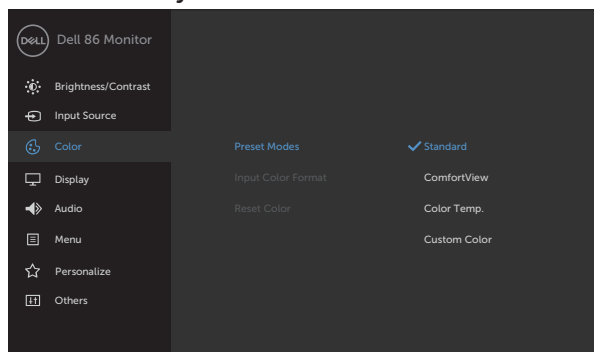 DELL Dell 86 Monitor
Brightness/Contrast
Input Source
Color Preset Modes Standard
Display Input Color Format ComfortView
Audio Reset Color Color Temp.
Menu Custom Color
Personalize
Others